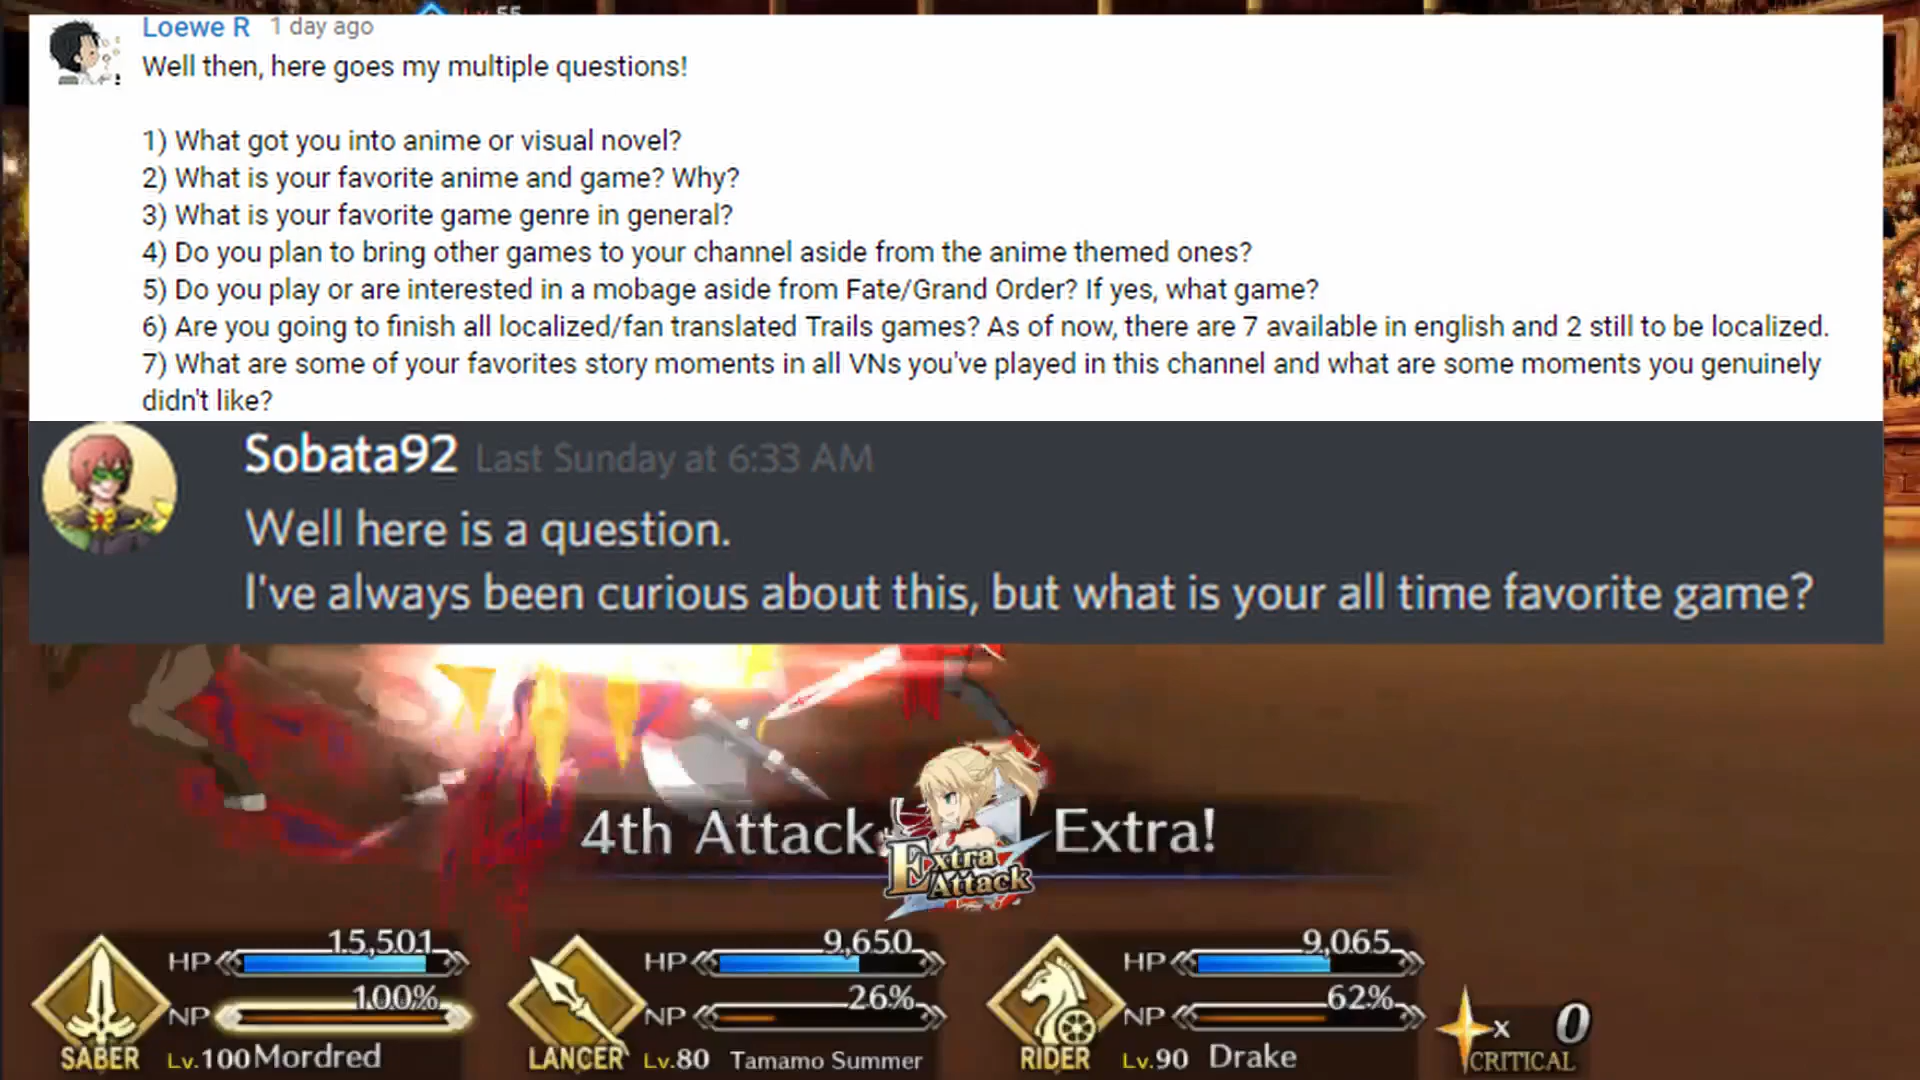 Lv.55
Loewe R 1 day ago
Well then, here goes my multiple questions!
1) What got you into anime or visual novel?
2) What is your favorite anime and game? Why?
3) What is your favorite game genre in general?
4) Do you plan to bring other games to your channel aside from the anime themed ones?
5) Do you play or are interested in a mobage aside from Fate/Grand Order? If yes, what game?
6) Are you going to finish all localized/fan translated Trails games? As of now, there are 7 available in english and 2 still to be localized.
7) What are some of your favorites story moments in all VNs you've played in this channel and what are some moments you genuinely
didn't like?
Sobata92 Last Sunday at 6:33 AM
Well here is a question.
I've always been curious about this, but what is your all time favorite game?
4th Attack Extra!
Extra
Attack
HP 15,501 HP 9,650 HP 9,065
NP 100% NP 26% NP 62% x 0
SABER Lv.100 Mordred LANCER Lv.80 Tamamo Summer RIDER Lv.90 Drake CRITICAL